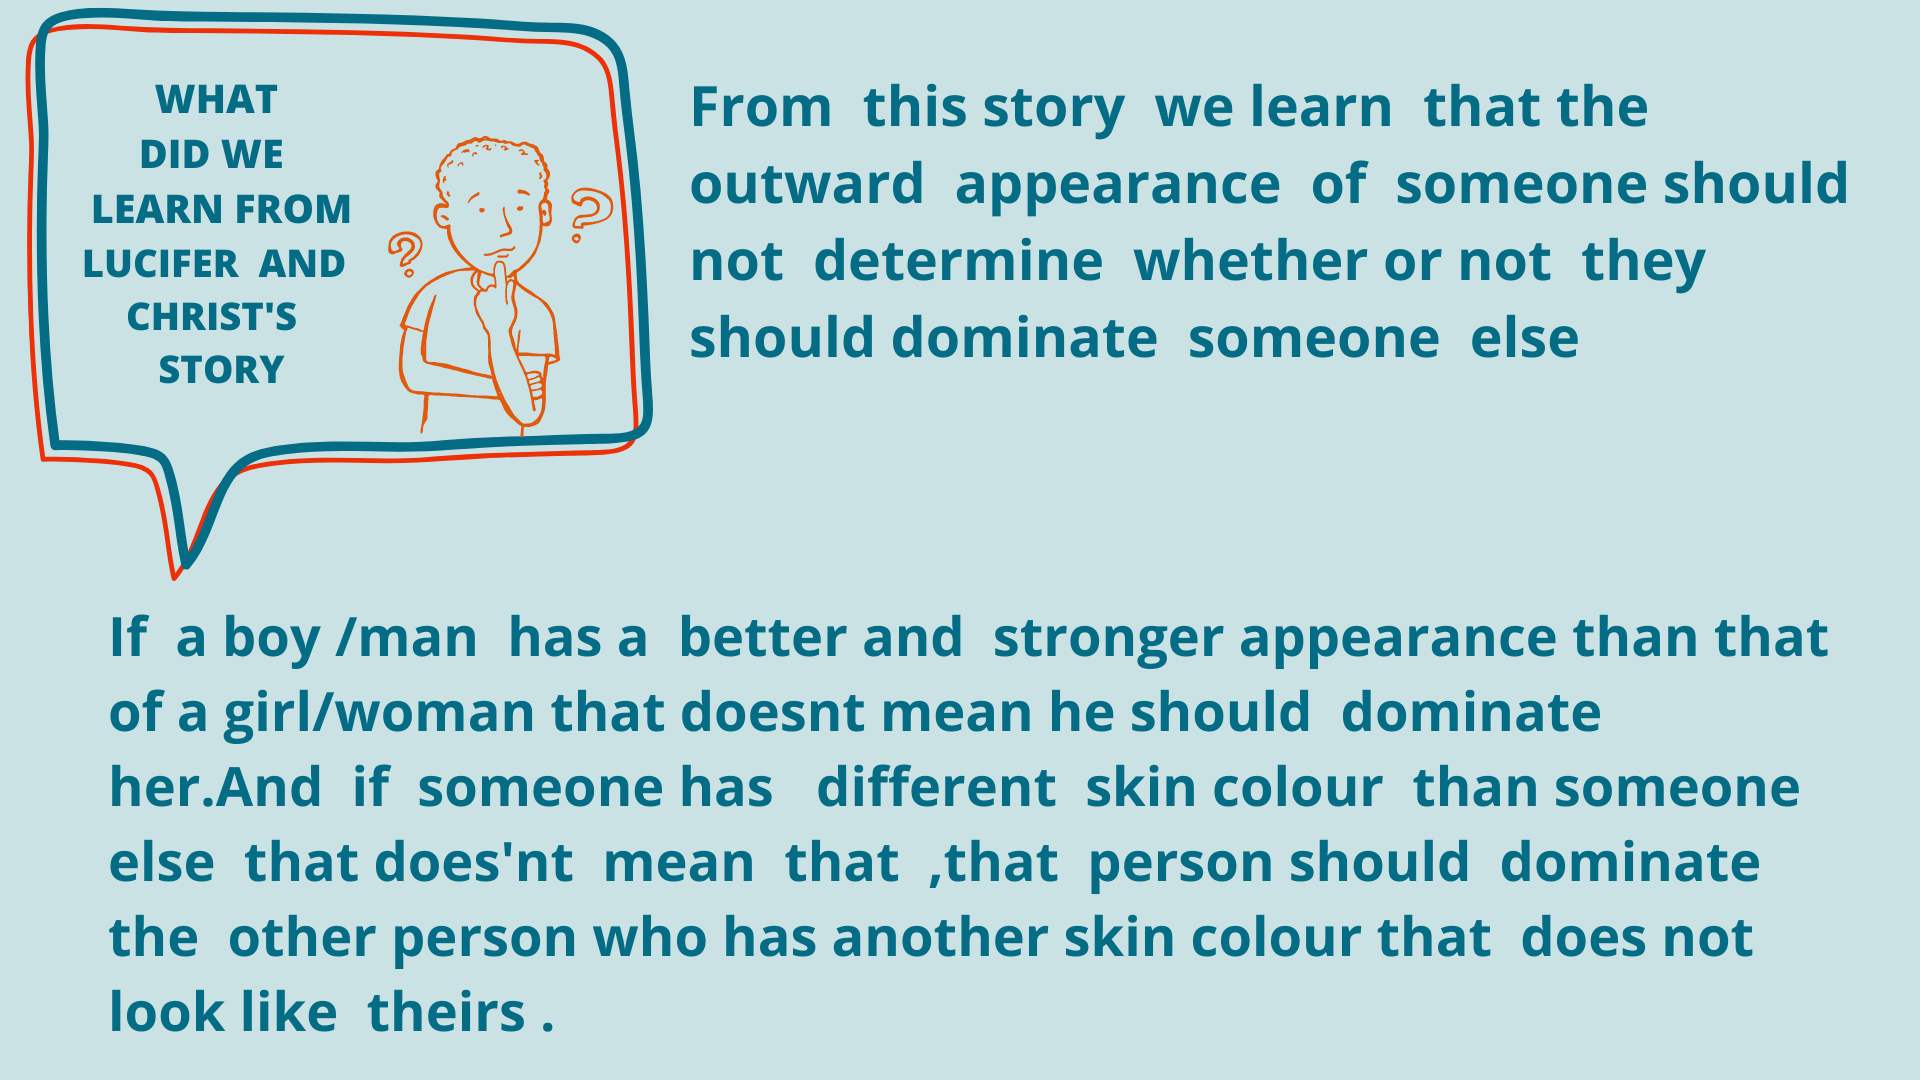 WHAT
DID WE
LEARN FROM
LUCIFER AND
CHRIST'S
STORY
From this story we learn that the
outward appearance of someone should
not determine whether or not they
should dominate someone else
If a boy /man has a better and stronger appearance than that
of a girl/woman that doesnt mean he should dominate
her.And if someone has different skin colour than someone
else that does'nt mean that ,that person should dominate
the other person who has another skin colour that does not
look like theirs .